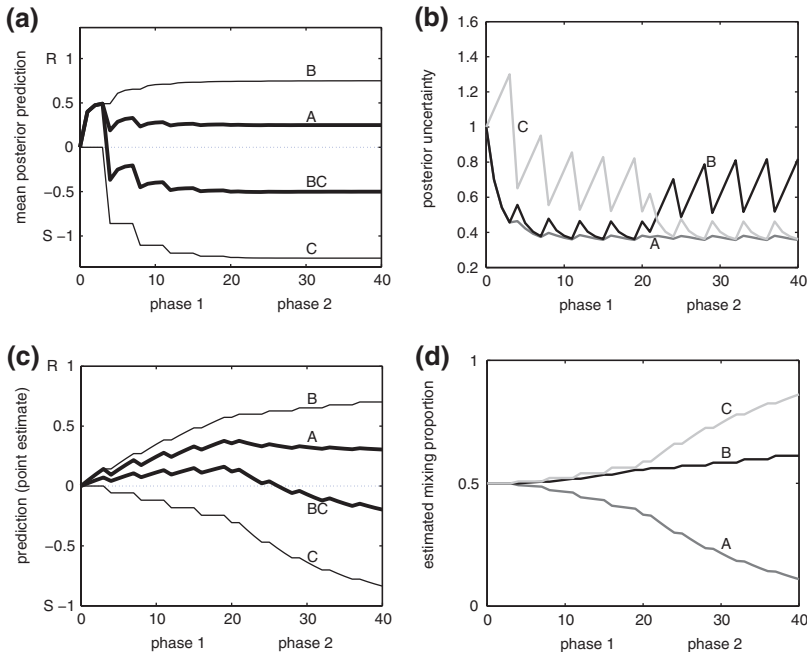 (a)
mean posterior prediction
R 1
0.5
0
−0.5
S −1
B
A
BC
C
0 10 20 30 40
phase 1 phase 2
(b)
posterior uncertainty
1.6
1.4
1.2
1
0.8
0.6
0.4
0.2
C
B
A
0 10 20 30 40
phase 1 phase 2
(c)
prediction (point estimate)
R 1
0.5
0
−0.5
S −1
B
A
BC
C
0 10 20 30 40
phase 1 phase 2
(d)
estimated mixing proportion
1
0.5
0
C
B
A
0 10 20 30 40
phase 1 phase 2